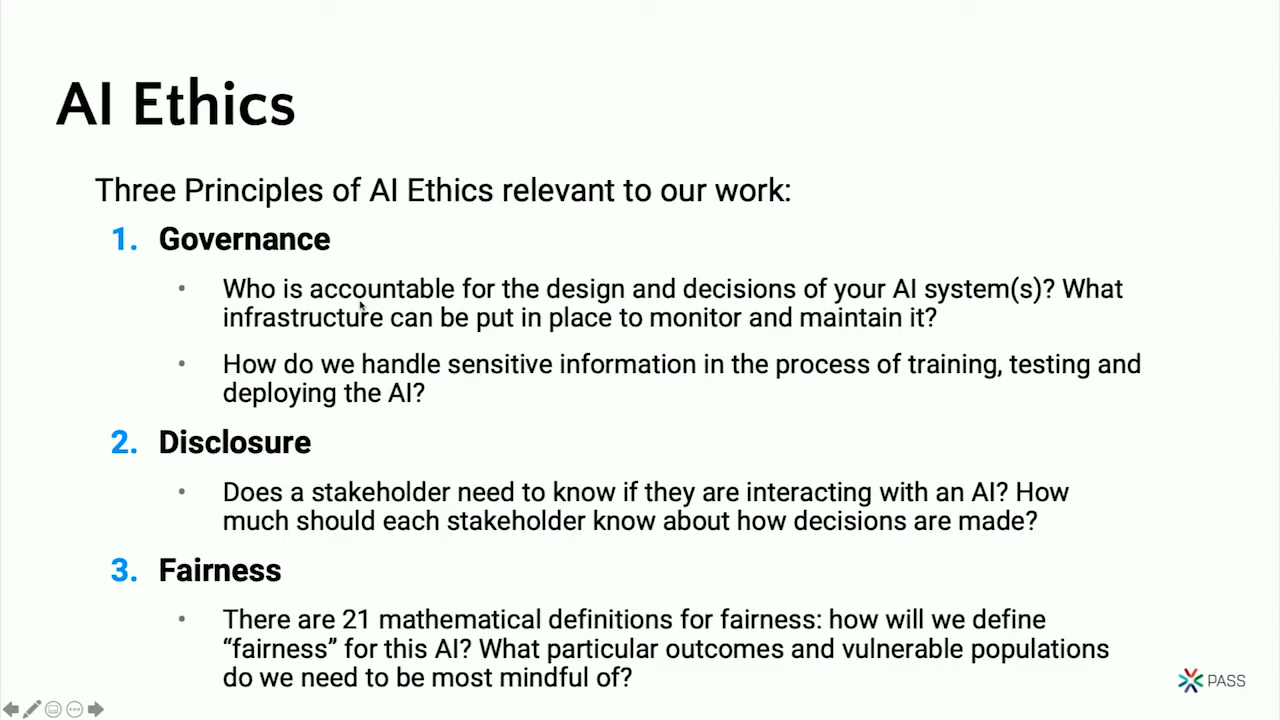 AI Ethics
Three Principles of AI Ethics relevant to our work:
1. Governance
• Who is accountable for the design and decisions of your AI system(s)? What
infrastructure can be put in place to monitor and maintain it?
• How do we handle sensitive information in the process of training, testing and
deploying the AI?
2. Disclosure
• Does a stakeholder need to know if they are interacting with an AI? How
much should each stakeholder know about how decisions are made?
3. Fairness
• There are 21 mathematical definitions for fairness: how will we define
“fairness” for this AI? What particular outcomes and vulnerable populations
do we need to be most mindful of?
PASS